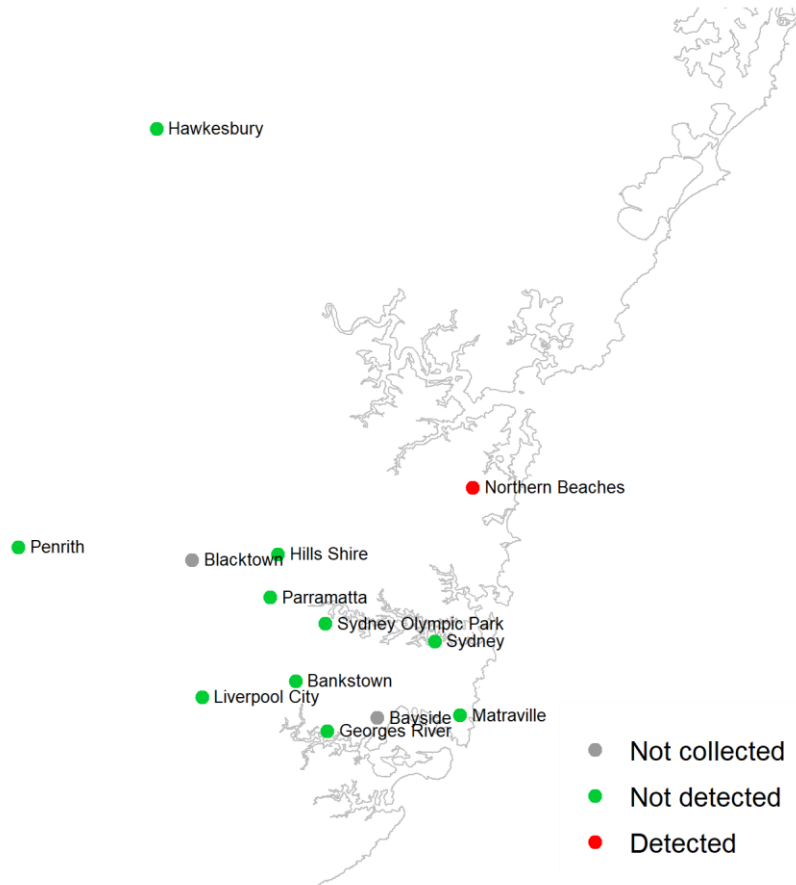 Hawkesbury
Northern Beaches
Penrith
Hills Shire
Blacktown
Parramatta
Sydney Olympic Park
Sydney
Bankstown
Liverpool City
Bayside
Matraville
Georges River
Not collected
Not detected
Detected